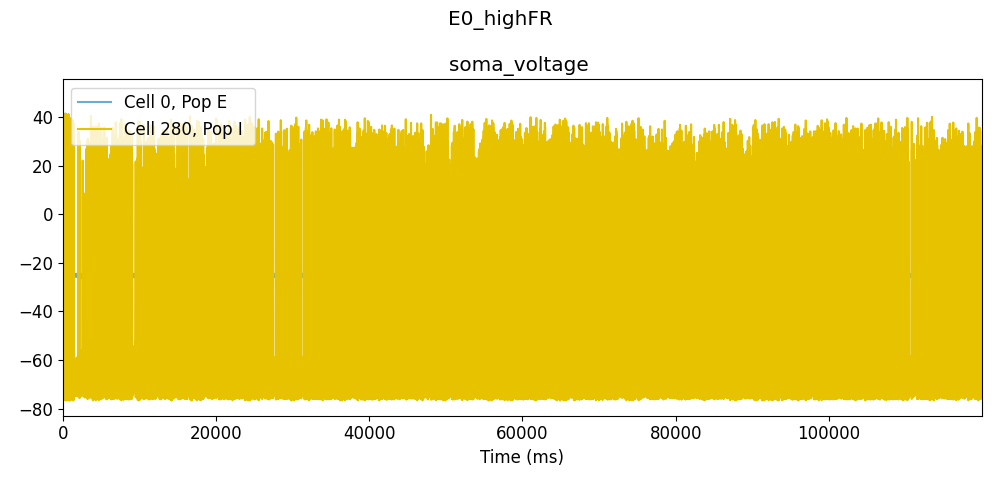 E0_highFR
soma_voltage
Cell 0, Pop E
Cell 280, Pop I
40
20
0
−20
−40
−60
−80
0 20000 40000 60000 80000 100000
Time (ms)